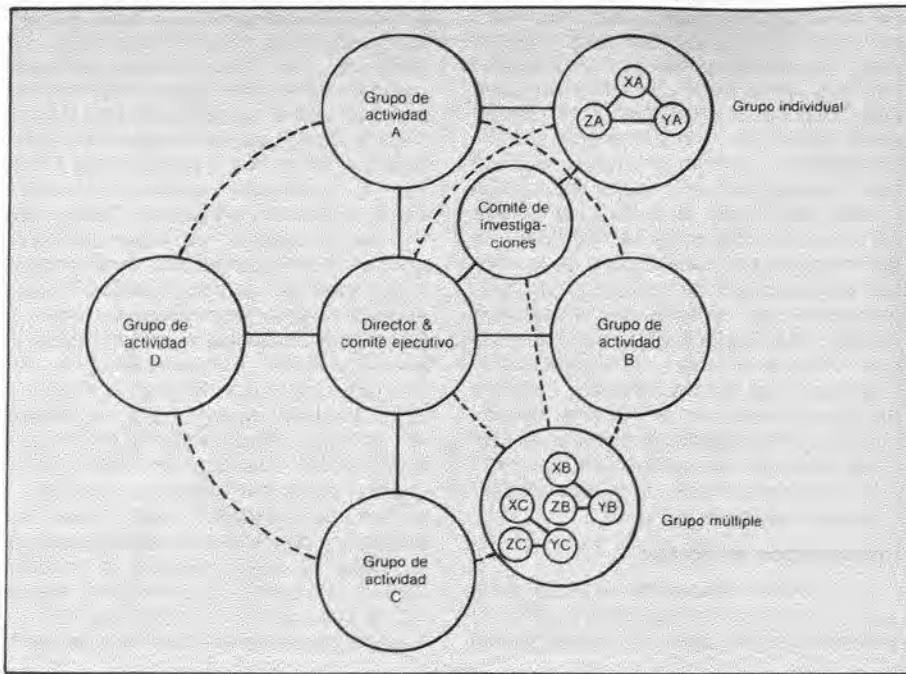 Grupo de
actividad
A
XA
ZA
YA
Grupo individual
Comité de
investiga-
ciones
Grupo de
actividad
D
Director &
comité ejecutivo
Grupo de
actividad
B
XB
XC
ZB
YB
ZC
YC
Grupo múltiple
Grupo de
actividad
C